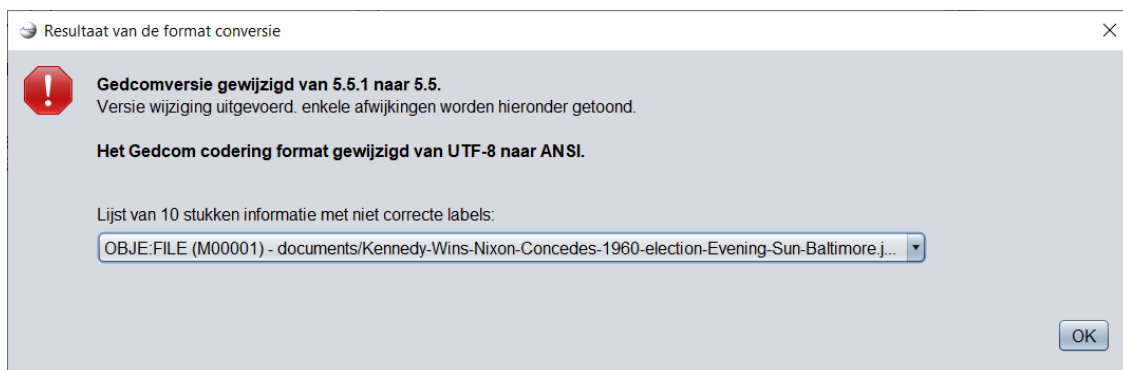 Resultaat van de format conversie
Gedcomversie gewijzigd van 5.5.1 naar 5.5.
Versie wijziging uitgevoerd. enkele afwijkingen worden hieronder getoond.
Het Gedcom codering format gewijzigd van UTF-8 naar ANSI.
Lijst van 10 stukken informatie met niet correcte labels:
OBJE:FILE (M00001) - documents/Kennedy-Wins-Nixon-Concedes-1960-election-Evening-Sun-Baltimore.j...
OK